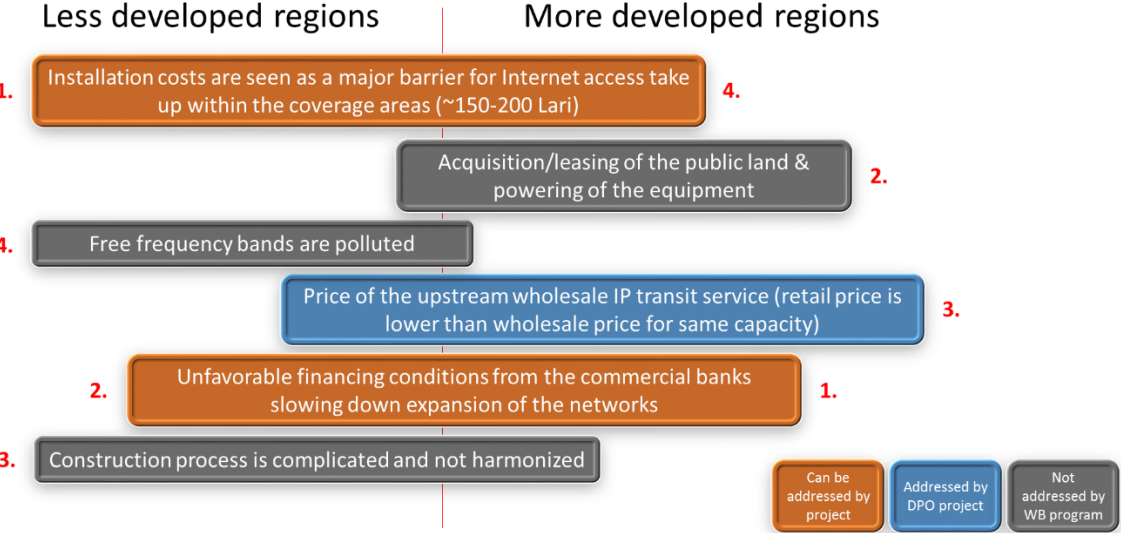 Less developed regions
More developed regions
1.
Installation costs are seen as a major barrier for Internet access take
up within the coverage areas (~150-200 Lari)
4.
Acquisition/leasing of the public land &
powering of the equipment
2.
4.
Free frequency bands are polluted
Price of the upstream wholesale IP transit service (retail price is
lower than wholesale price for same capacity)
3.
2.
Unfavorable financing conditions from the commercial banks
slowing down expansion of the networks
1.
3.
Construction process is complicated and not harmonized
Can be
addressed by
project
Addressed by
DPO project
Not
addressed by
WB program